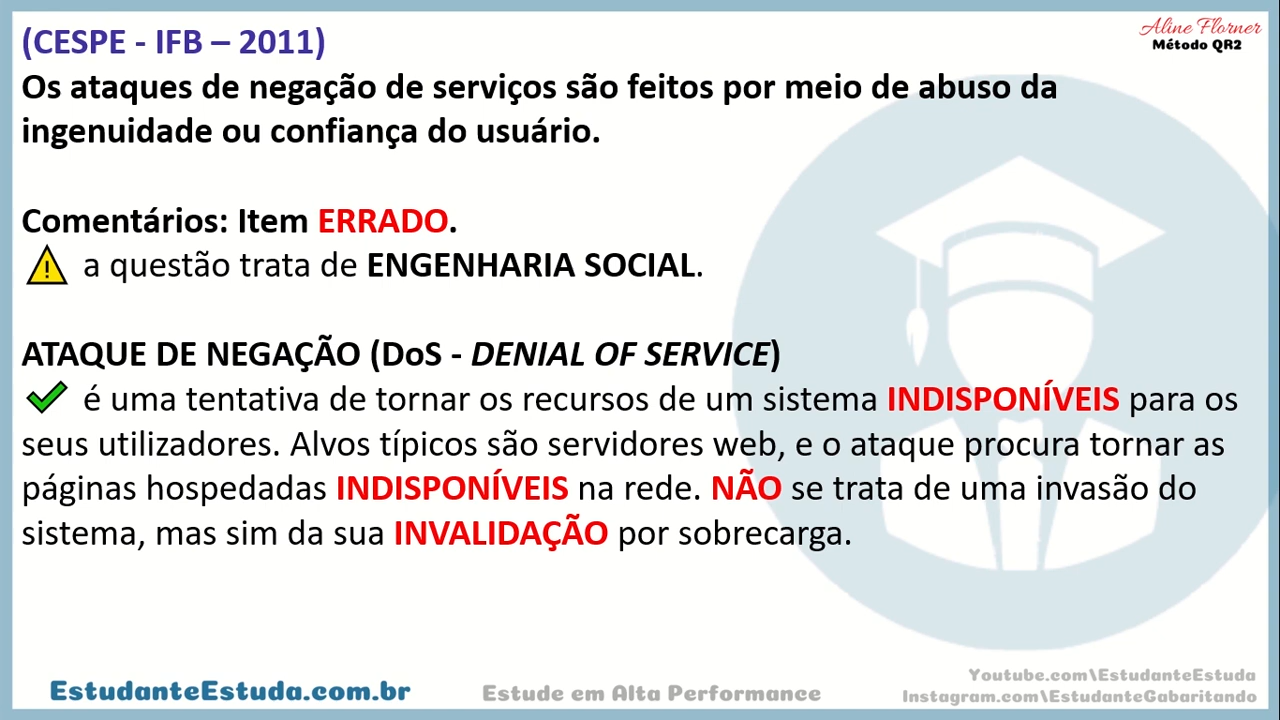 Aline Florner
Método QR2
(CESPE - IFB – 2011)
Os ataques de negação de serviços são feitos por meio de abuso da
ingenuidade ou confiança do usuário.
Comentários: Item ERRADO.
a questão trata de ENGENHARIA SOCIAL.
ATAQUE DE NEGAÇÃO (DoS - DENIAL OF SERVICE)
é uma tentativa de tornar os recursos de um sistema INDISPONÍVEIS para os
seus utilizadores. Alvos típicos são servidores web, e o ataque procura tornar as
páginas hospedadas INDISPONÍVEIS na rede. NÃO se trata de uma invasão do
sistema, mas sim da sua INVALIDAÇÃO por sobrecarga.
EstudanteEstuda.com.br
Estude em Alta Performance
Youtube.com\EstudanteEstuda
Instagram.com\EstudanteGabaritando